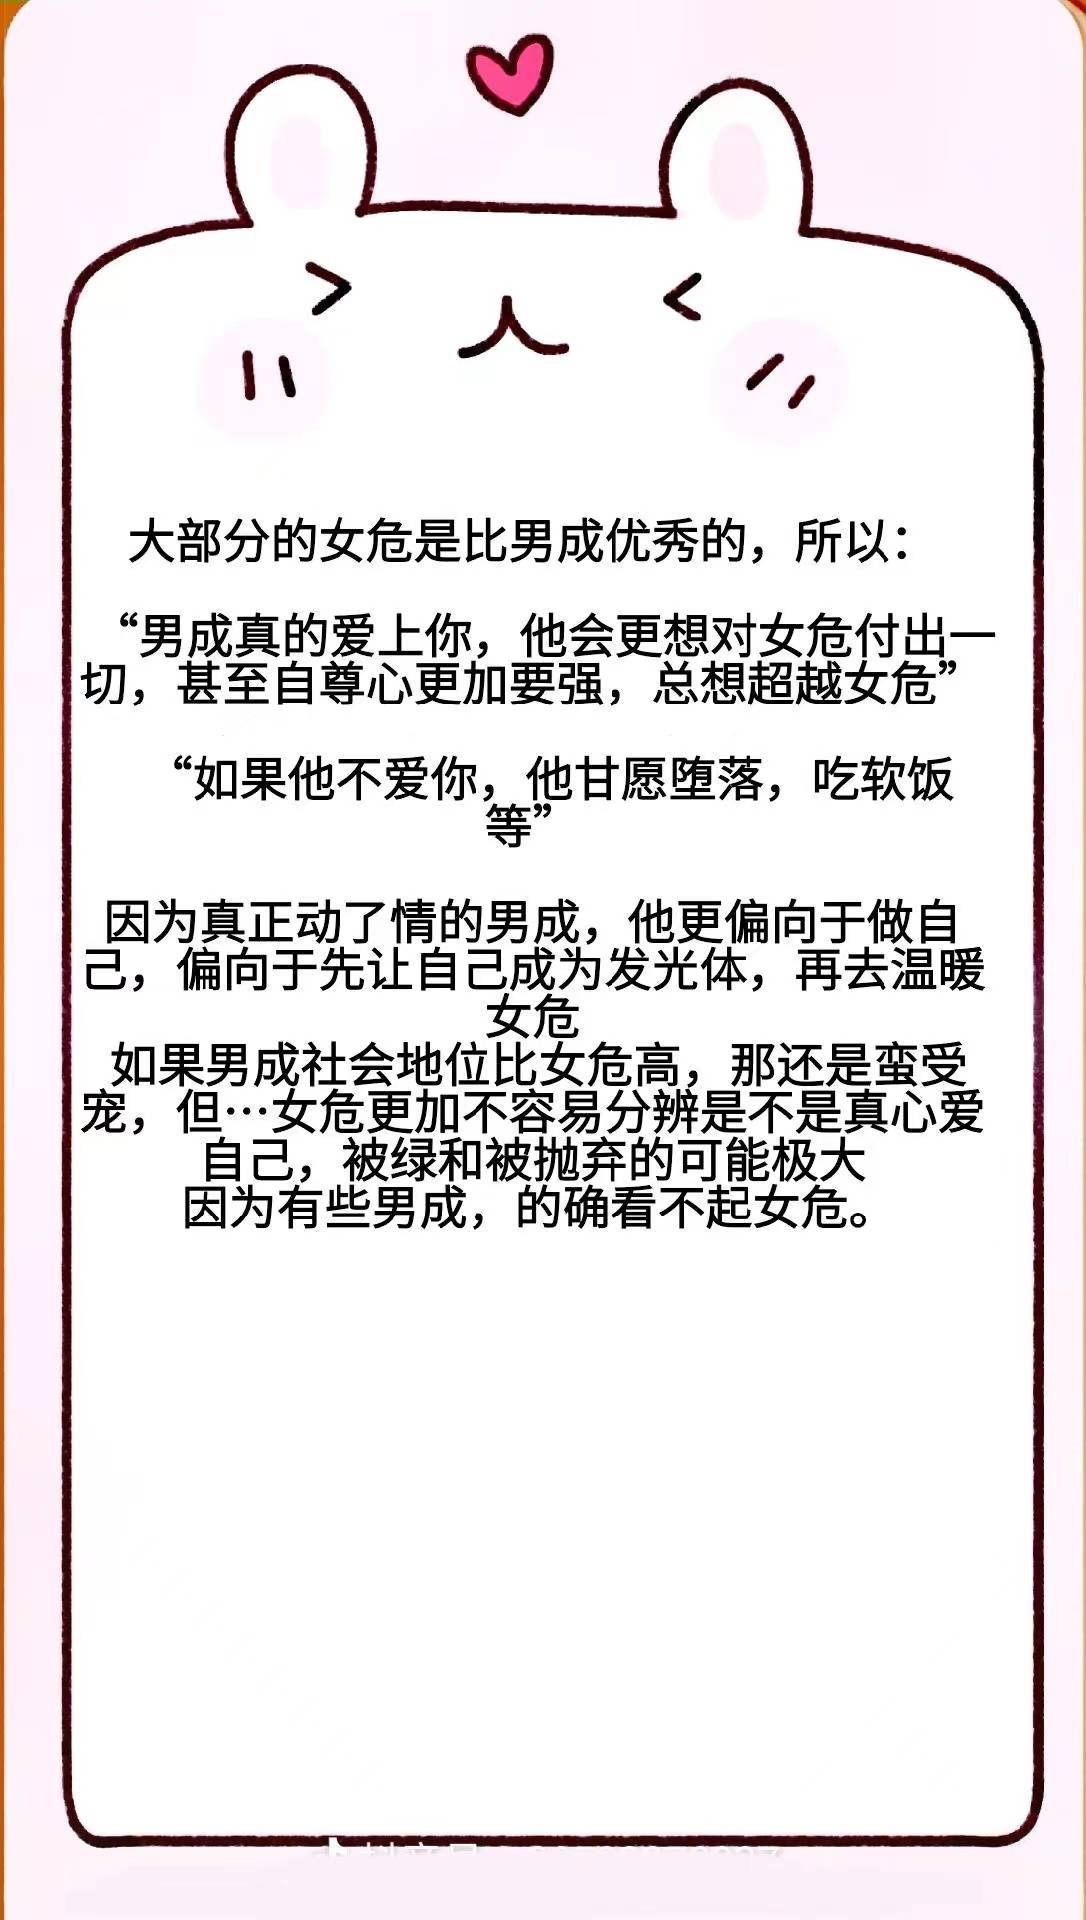 大部分的女危是比男成优秀的，所以：
“男成真的爱上你，他会更想对女危付出一
切，甚至自尊心更加要强，总想超越女危”
“如果他不爱你，他甘愿堕落，吃软饭
等”
因为真正动了情的男成，他更偏向于做自
己，偏向于先让自己成为发光体，再去温暖
女危
如果男成社会地位比女危高，那还是蛮受
宠，但…女危更加不容易分辨是不是真心爱
自己，被绿和被抛弃的可能极大
因为有些男成，的确看不起女危。